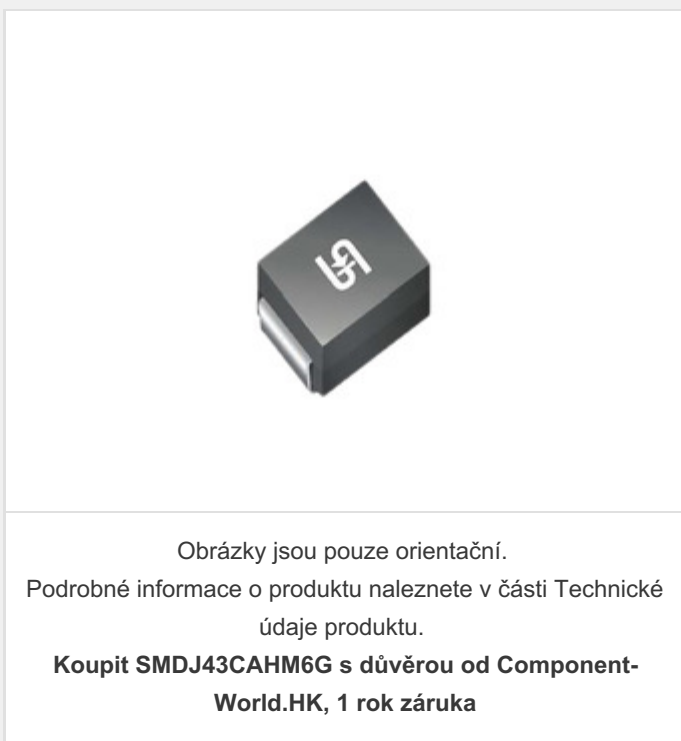 Obrázky jsou pouze orientační.
Podrobné informace o produktu naleznete v části Technické
údaje produktu.
Koupit SMDJ43CAHM6G s důvěrou od Component-
World.HK, 1 rok záruka